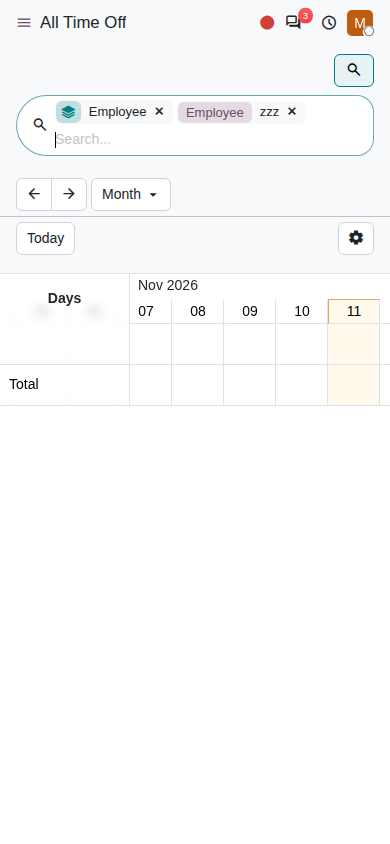 All Time Off
3
M
Employee
Employee zzz
Search...
Month
Today
Days
Nov 2026
07 08 09 10 11
Total